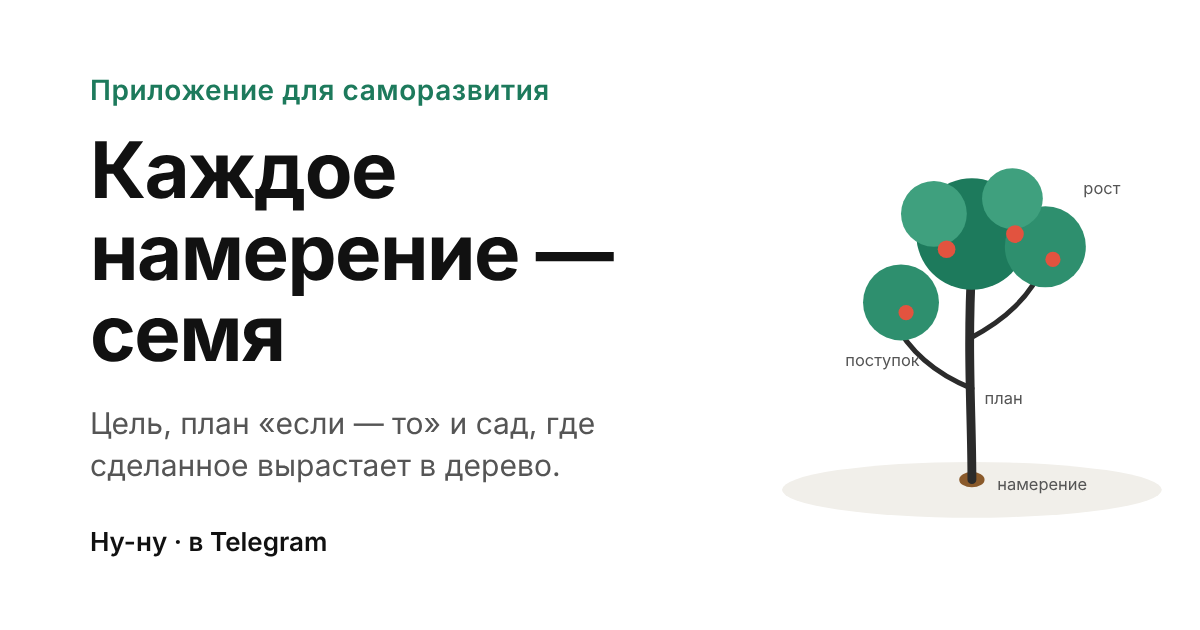 Приложение для саморазвития
Каждое
намерение —
семя
Цель, план «если — то» и сад, где
сделанное вырастает в дерево.
Ну-ну · в Telegram
рост
поступок
план
намерение